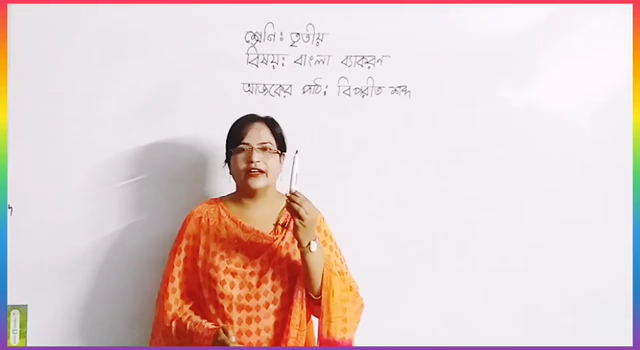 শ্রেণি: তৃতীয়
বিষয়: বাংলা ব্যাকরণ
আজকের পাঠ: বিপরীত শব্দ